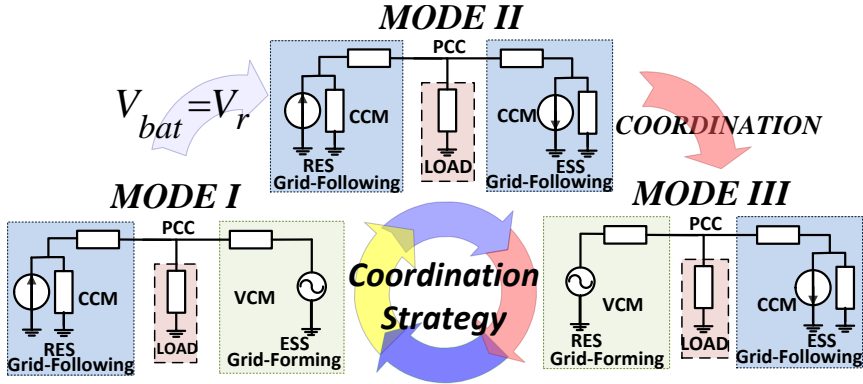 MODE II
PCC
CCM
RES
Grid-Following
LOAD
CCM
ESS
Grid-Following
V_bat=V_r
COORDINATION
MODE I
PCC
CCM
RES
Grid-Following
LOAD
VCM
ESS
Grid-Forming
Coordination
Strategy
MODE III
PCC
VCM
RES
Grid-Forming
LOAD
CCM
ESS
Grid-Following